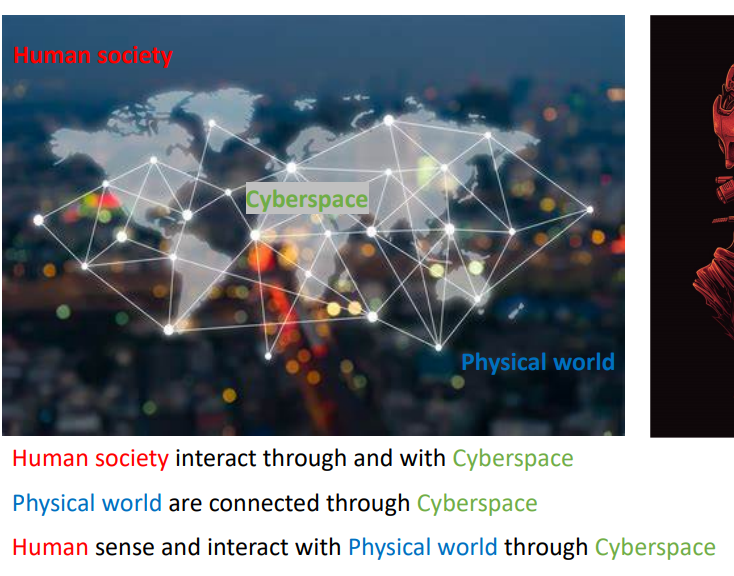 Human society
Cyberspace
Physical world
Human society interact through and with Cyberspace
Physical world are connected through Cyberspace
Human sense and interact with Physical world through Cyberspace